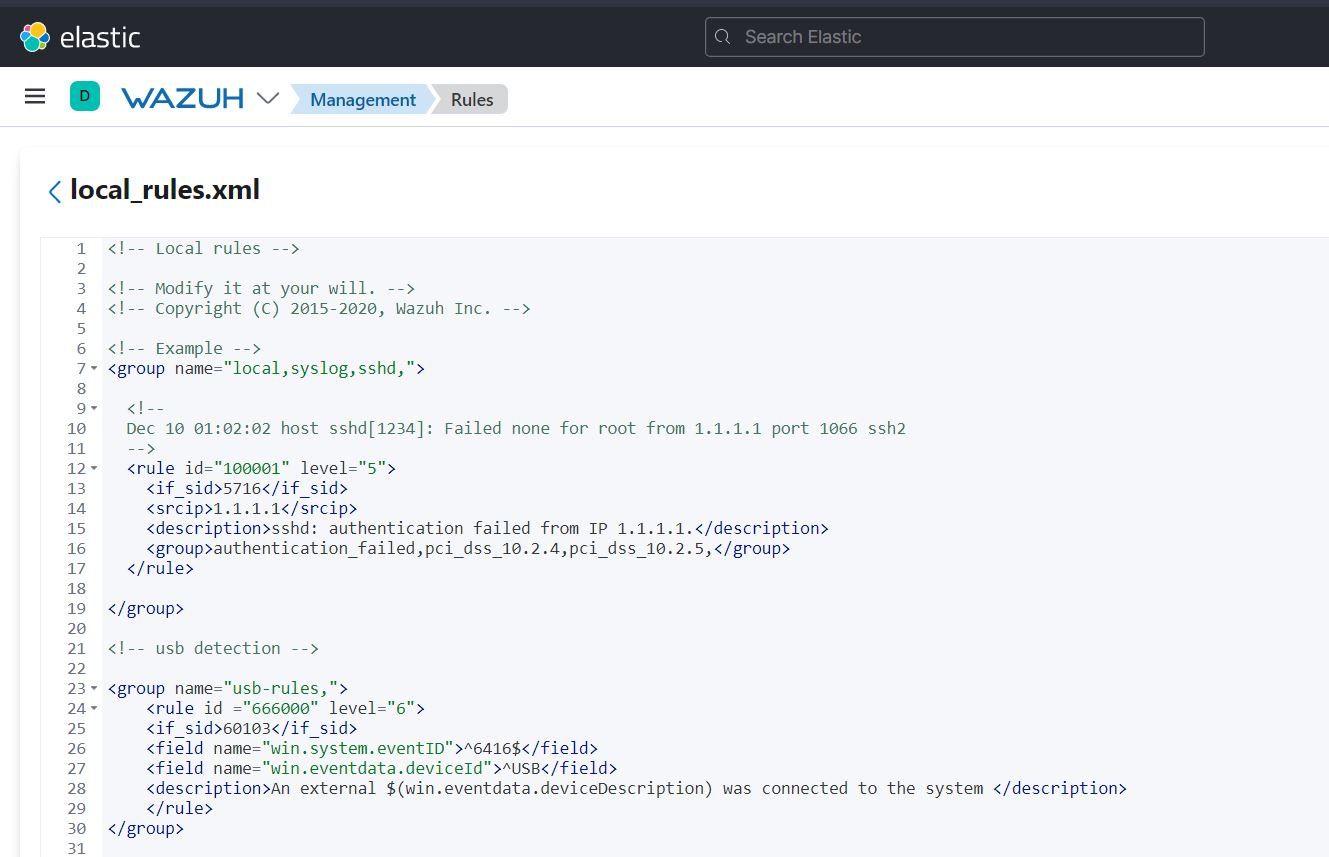 elastic
Search Elastic
D
WAZUH
Management
Rules
local_rules.xml
1 <!-- Local rules -->
2
3 <!-- Modify it at your will. -->
4 <!-- Copyright (C) 2015-2020, Wazuh Inc. -->
5
6 <!-- Example -->
7 <group name="local,syslog,sshd,">
8
9   <!--
10   Dec 10 01:02:02 host sshd[1234]: Failed none for root from 1.1.1.1 port 1066 ssh2
11   -->
12   <rule id="100001" level="5">
13     <if_sid>5716</if_sid>
14     <srcip>1.1.1.1</srcip>
15     <description>sshd: authentication failed from IP 1.1.1.1.</description>
16     <group>authentication_failed,pci_dss_10.2.4,pci_dss_10.2.5,</group>
17   </rule>
18
19 </group>
20
21 <!-- usb detection -->
22
23 <group name="usb-rules,">
24     <rule id ="666000" level="6">
25     <if_sid>60103</if_sid>
26     <field name="win.system.eventID">^6416$</field>
27     <field name="win.eventdata.deviceId">^USB</field>
28     <description>An external $(win.eventdata.deviceDescription) was connected to the system </description>
29     </rule>
30 </group>
31